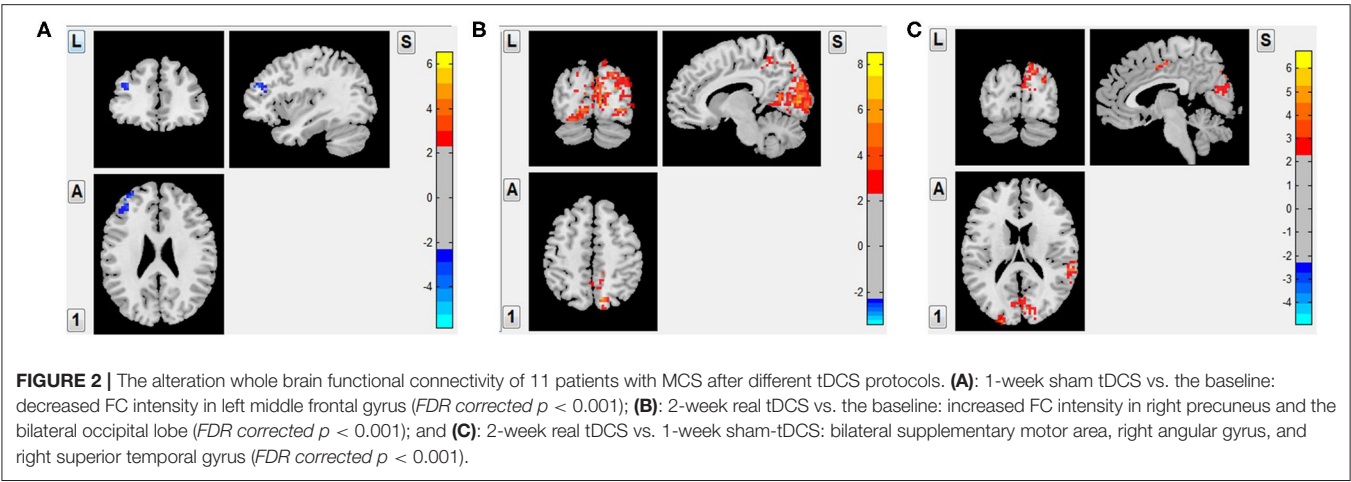 A
L
S
6
4
2
0
-2
-4
A
1
B
L
S
8
6
4
2
0
-2
A
1
C
L
S
6
5
4
3
2
1
0
-1
-2
-3
-4
A
1
FIGURE 2 | The alteration whole brain functional connectivity of 11 patients with MCS after different tDCS protocols. (A): 1-week sham tDCS vs. the baseline:
decreased FC intensity in left middle frontal gyrus (FDR corrected p < 0.001); (B): 2-week real tDCS vs. the baseline: increased FC intensity in right precuneus and the
bilateral occipital lobe (FDR corrected p < 0.001); and (C): 2-week real tDCS vs. 1-week sham-tDCS: bilateral supplementary motor area, right angular gyrus, and
right superior temporal gyrus (FDR corrected p < 0.001).